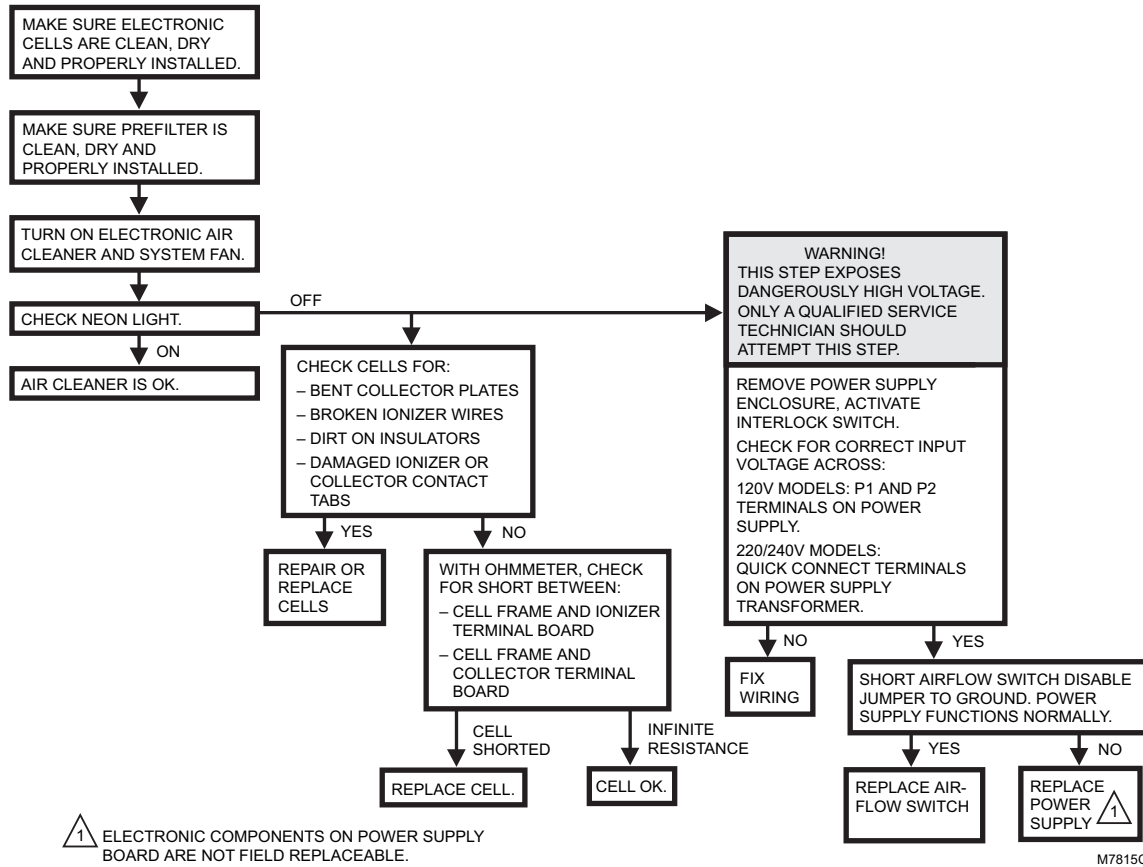 MAKE SURE ELECTRONIC
CELLS ARE CLEAN, DRY
AND PROPERLY INSTALLED.
MAKE SURE PREFILTER IS
CLEAN, DRY AND
PROPERLY INSTALLED.
TURN ON ELECTRONIC AIR
CLEANER AND SYSTEM FAN.
CHECK NEON LIGHT.
ON
AIR CLEANER IS OK.
OFF
CHECK CELLS FOR:
– BENT COLLECTOR PLATES
– BROKEN IONIZER WIRES
– DIRT ON INSULATORS
– DAMAGED IONIZER OR
COLLECTOR CONTACT
TABS
YES
REPAIR OR
REPLACE
CELLS
NO
WITH OHMMETER, CHECK
FOR SHORT BETWEEN:
– CELL FRAME AND IONIZER
TERMINAL BOARD
– CELL FRAME AND
COLLECTOR TERMINAL
BOARD
CELL
SHORTED
REPLACE CELL.
INFINITE
RESISTANCE
CELL OK.
WARNING!
THIS STEP EXPOSES
DANGEROUSLY HIGH VOLTAGE.
ONLY A QUALIFIED SERVICE
TECHNICIAN SHOULD
ATTEMPT THIS STEP.
REMOVE POWER SUPPLY
ENCLOSURE, ACTIVATE
INTERLOCK SWITCH.
CHECK FOR CORRECT INPUT
VOLTAGE ACROSS:
120V MODELS: P1 AND P2
TERMINALS ON POWER
SUPPLY.
220/240V MODELS:
QUICK CONNECT TERMINALS
ON POWER SUPPLY
TRANSFORMER.
NO
FIX
WIRING
YES
SHORT AIRFLOW SWITCH DISABLE
JUMPER TO GROUND. POWER
SUPPLY FUNCTIONS NORMALLY.
YES
REPLACE AIR-
FLOW SWITCH
NO
REPLACE
POWER
SUPPLY 1
1 ELECTRONIC COMPONENTS ON POWER SUPPLY
BOARD ARE NOT FIELD REPLACEABLE.